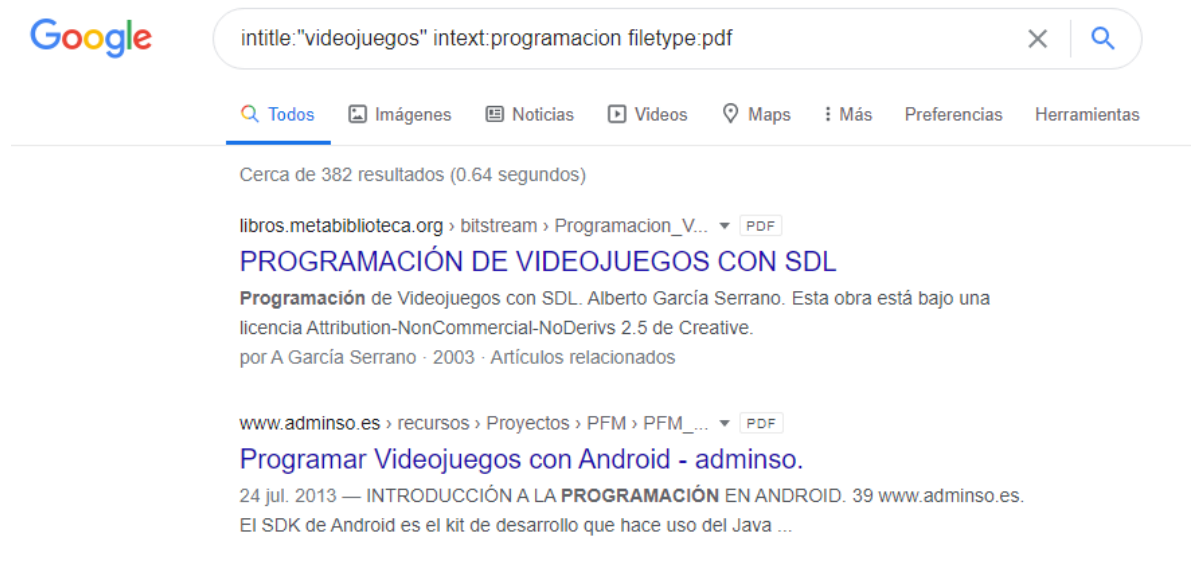 Google
intitle:"videojuegos" intext:programacion filetype:pdf
Todos Imágenes Noticias Videos Maps Más Preferencias Herramientas
Cerca de 382 resultados (0.64 segundos)
libros.metabiblioteca.org › bitstream › Programacion_V... PDF
PROGRAMACIÓN DE VIDEOJUEGOS CON SDL
Programación de Videojuegos con SDL. Alberto García Serrano. Esta obra está bajo una
licencia Attribution-NonCommercial-NoDerivs 2.5 de Creative.
por A García Serrano · 2003 · Artículos relacionados
www.adminso.es › recursos › Proyectos › PFM › PFM_... PDF
Programar Videojuegos con Android - adminso.
24 jul. 2013 — INTRODUCCIÓN A LA PROGRAMACIÓN EN ANDROID. 39 www.adminso.es.
El SDK de Android es el kit de desarrollo que hace uso del Java ...